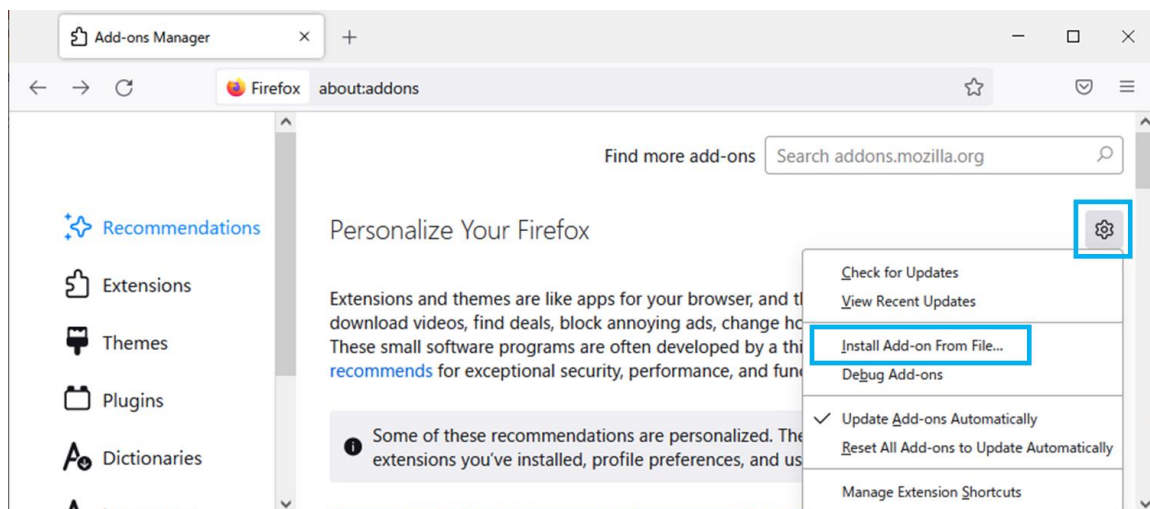 Add-ons Manager
Firefox about:addons
Find more add-ons Search addons.mozilla.org
Recommendations
Extensions
Themes
Plugins
Dictionaries
Personalize Your Firefox
Extensions and themes are like apps for your browser, and
download videos, find deals, block annoying ads, change
These small software programs are often developed by a
recommends for exceptional security, performance, and
Some of these recommendations are personalized.
extensions you've installed, profile preferences, and
Check for Updates
View Recent Updates
Install Add-on From File...
Debug Add-ons
Update Add-ons Automatically
Reset All Add-ons to Update Automatically
Manage Extension Shortcuts